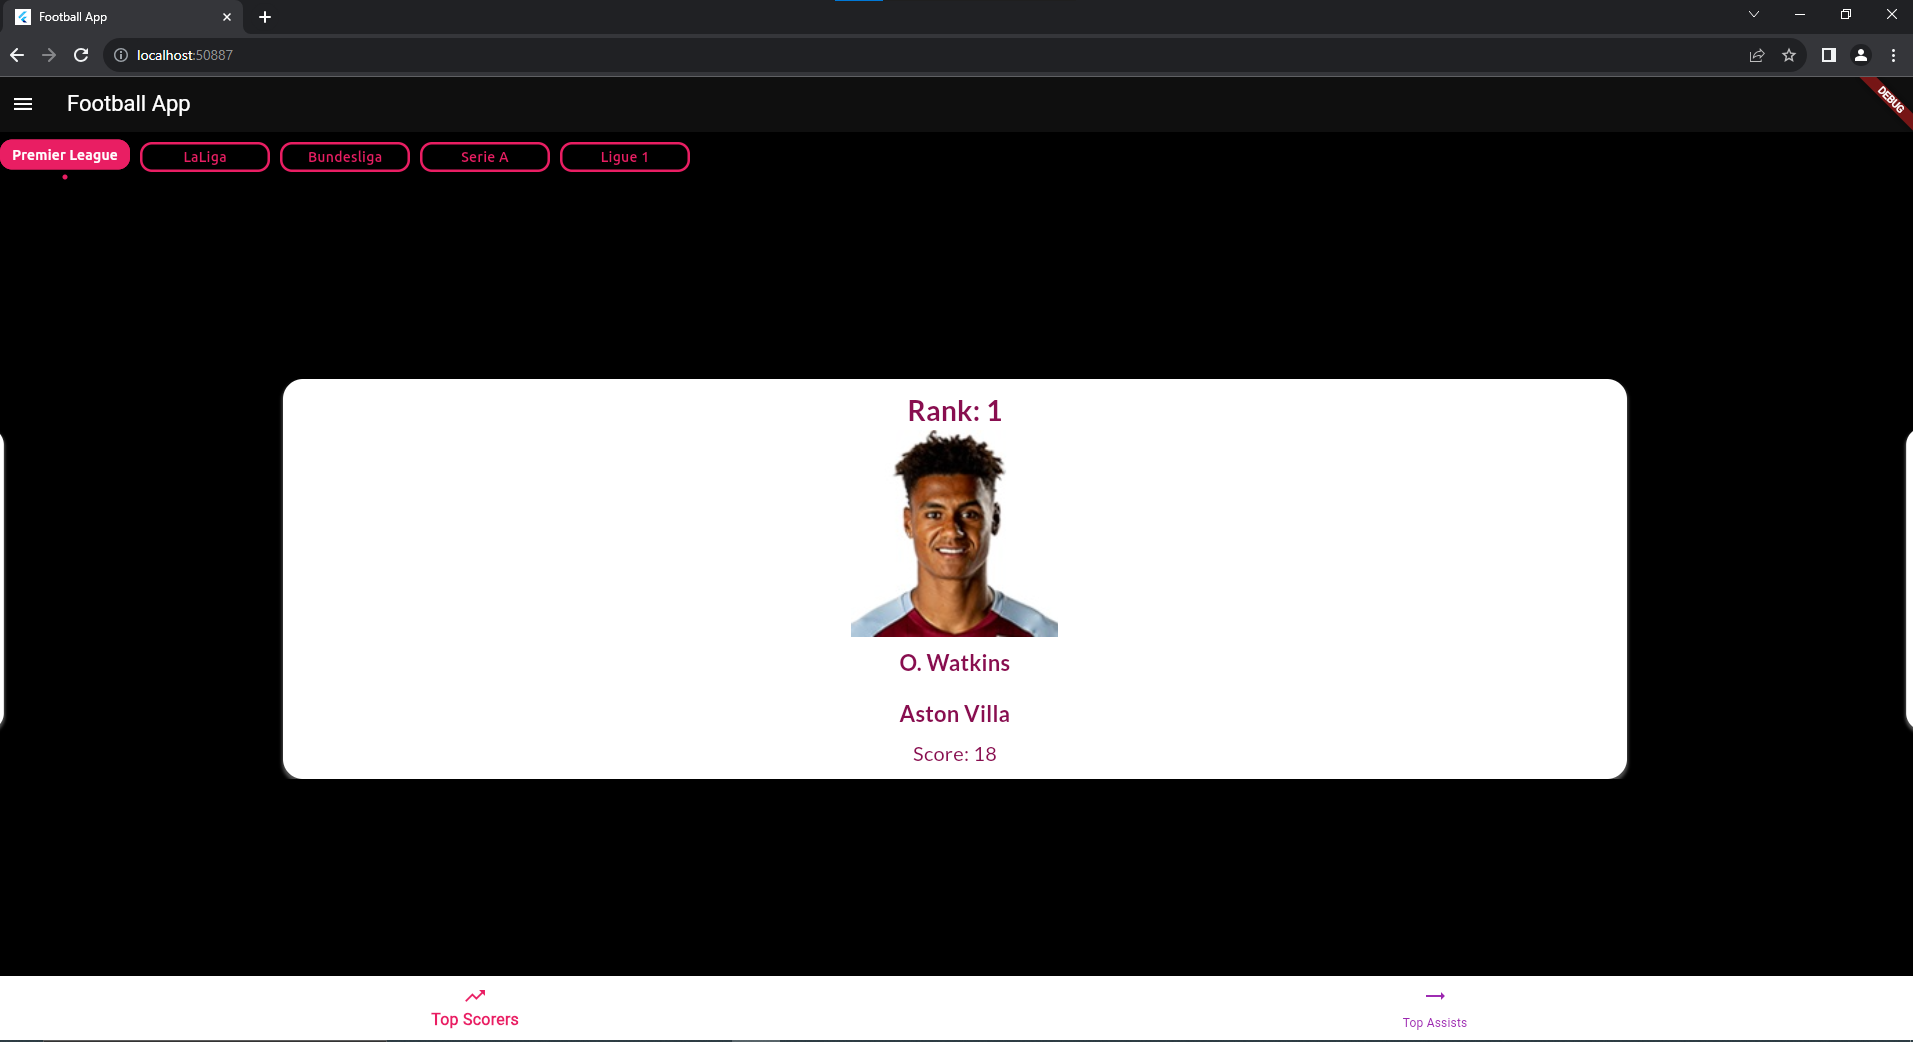 Football App
localhost:50887
Football App
DEBUG
Premier League
LaLiga
Bundesliga
Serie A
Ligue 1
Rank: 1
O. Watkins
Aston Villa
Score: 18
Top Scorers
Top Assists